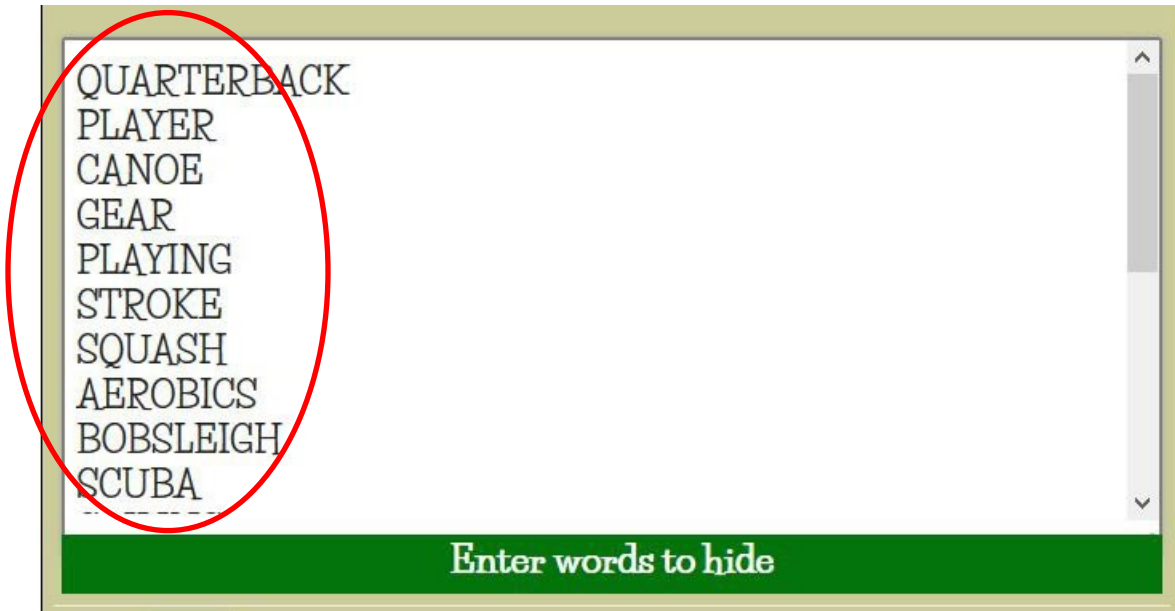 QUARTERBACK
PLAYER
CANOE
GEAR
PLAYING
STROKE
SQUASH
AEROBICS
BOBSLEIGH
SCUBA
Enter words to hide